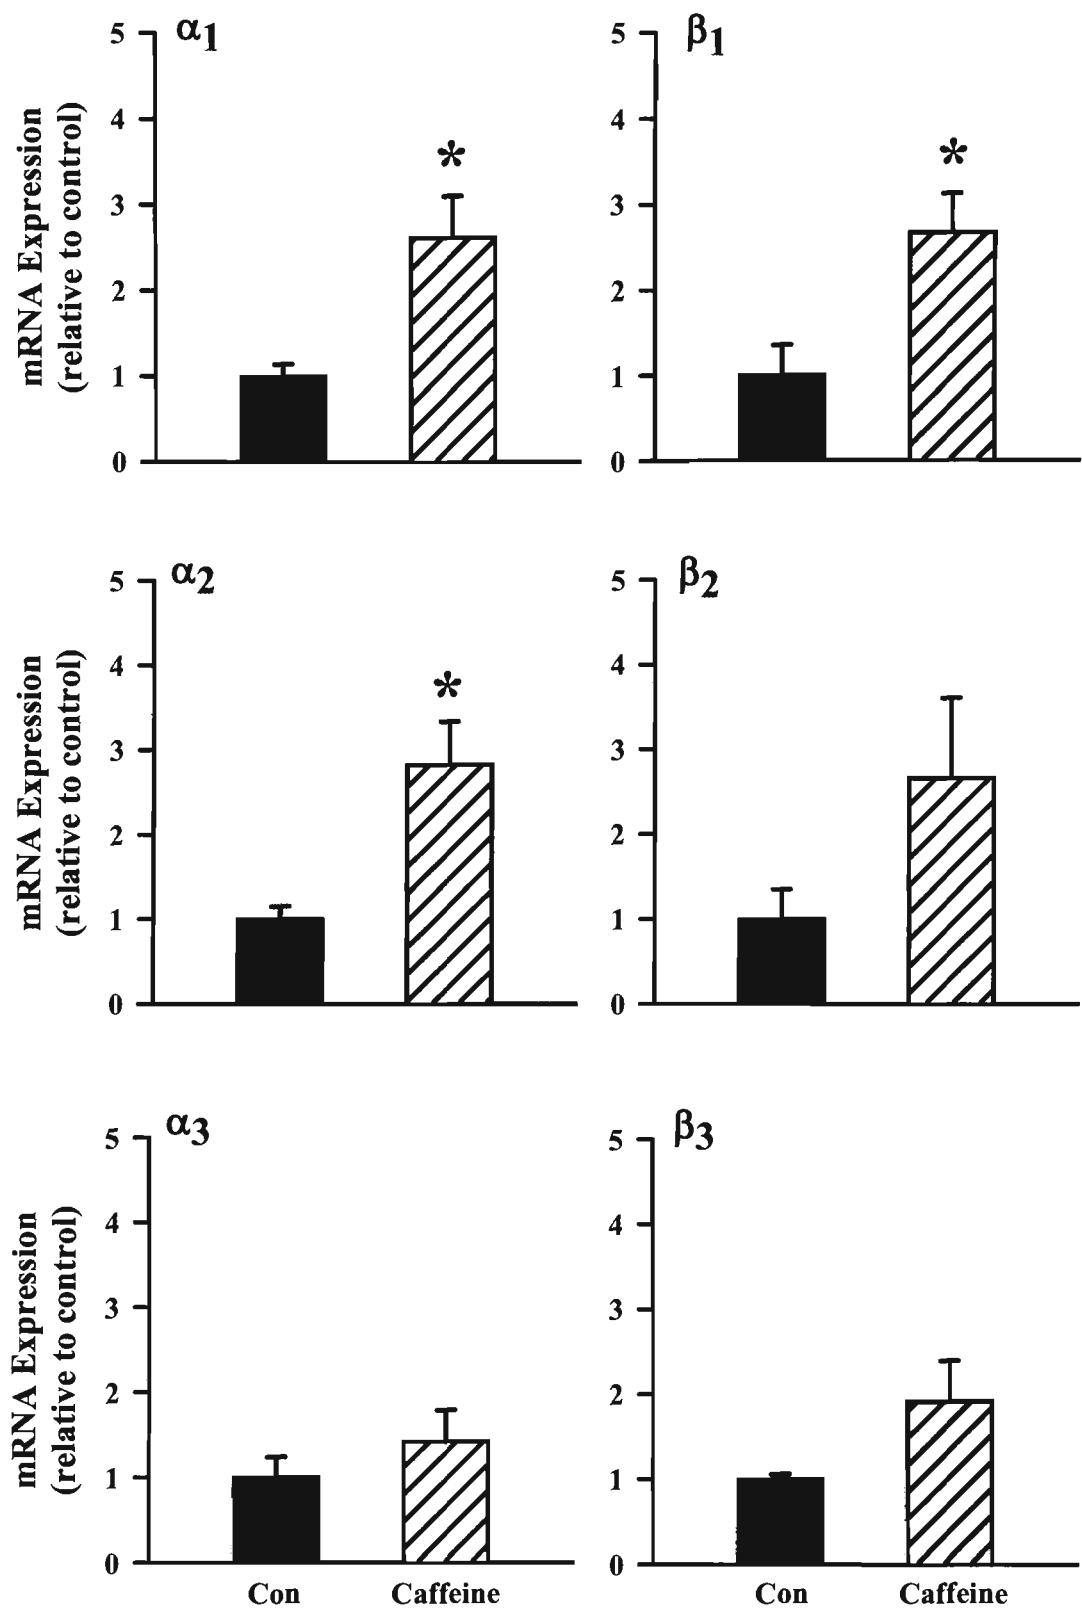 α1
β1
5
4
3
2
1
0
mRNA Expression
(relative to control)
*
5
4
3
2
1
0
*
α2
β2
5
4
3
2
1
0
mRNA Expression
(relative to control)
*
5
4
3
2
1
0
α3
β3
5
4
3
2
1
0
mRNA Expression
(relative to control)
5
4
3
2
1
0
Con
Caffeine
Con
Caffeine